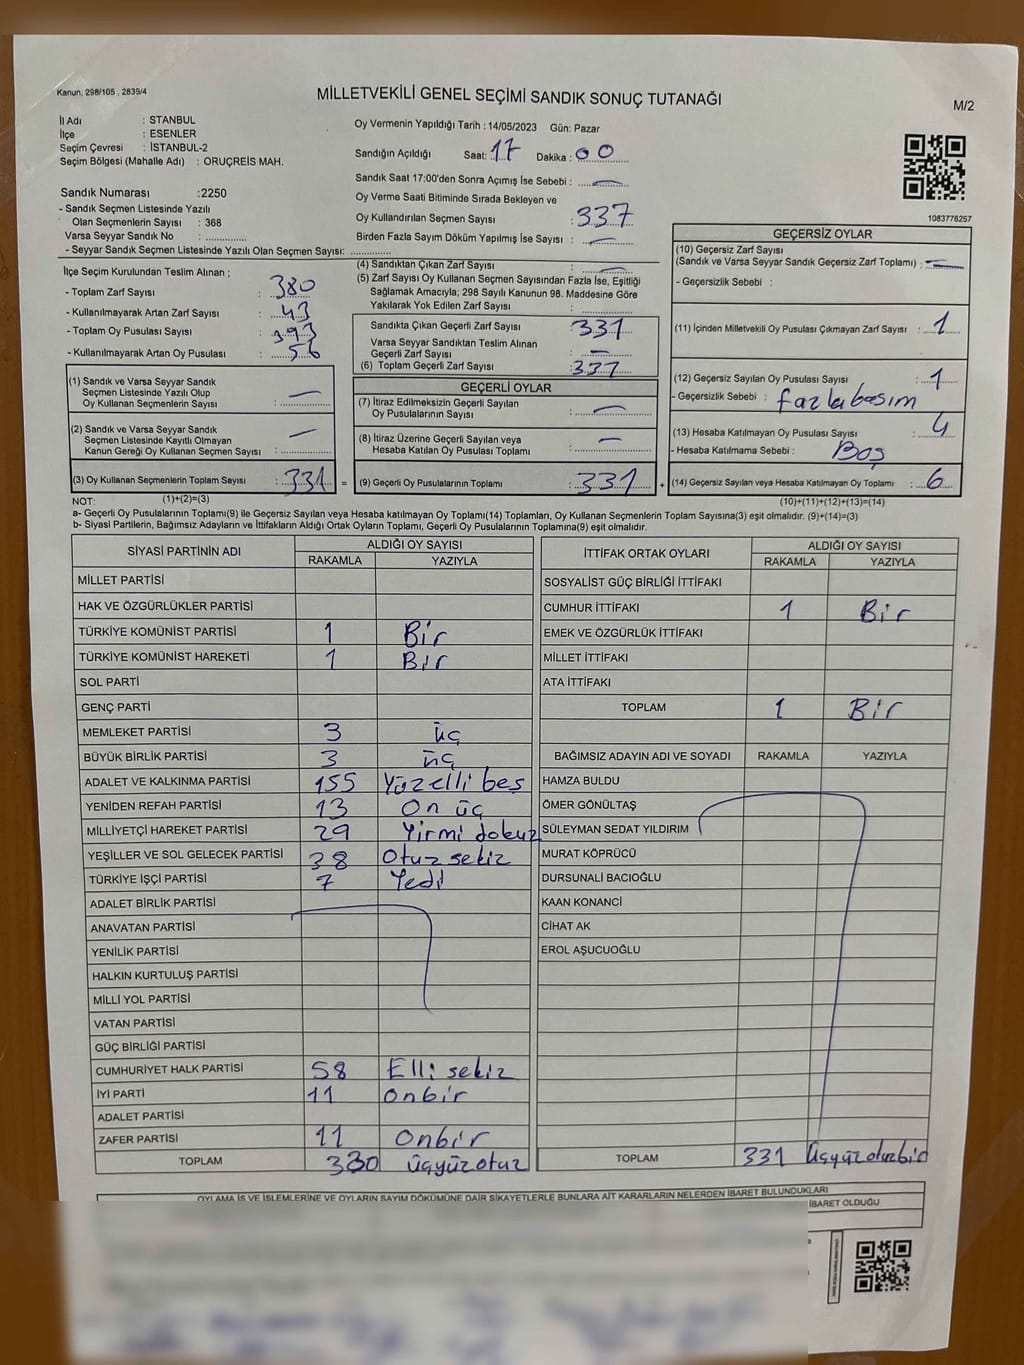 Kanun: 298/105 , 2839/4
MİLLETVEKİLİ GENEL SEÇİMİ SANDIK SONUÇ TUTANAĞI
M/2
İl Adı : STANBUL
İlçe : ESENLER
Seçim Çevresi : İSTANBUL-2
Seçim Bölgesi (Mahalle Adı) : ORUÇREİS MAH.
Oy Vermenin Yapıldığı Tarih : 14/05/2023 Gün: Pazar
Sandığın Açıldığı Saat: 17 Dakika : 00
Sandık Saat 17:00'den Sonra Açımış İse Sebebi : —
Oy Verme Saati Bitiminde Sırada Bekleyen ve
Oy Kullandırılan Seçmen Sayısı : 337
Birden Fazla Sayım Döküm Yapılmış İse Sayısı : —
1083776257
Sandık Numarası :2250
- Sandık Seçmen Listesinde Yazılı
Olan Seçmenlerin Sayısı : 368
Varsa Seyyar Sandık No :
- Seyyar Sandık Seçmen Listesinde Yazılı Olan Seçmen Sayısı:
İlçe Seçim Kurulundan Teslim Alınan ;
- Toplam Zarf Sayısı : 380
- Kullanılmayarak Artan Zarf Sayısı : 43
- Toplam Oy Pusulası Sayısı : 393
- Kullanılmayarak Artan Oy Pusulası : 56
(1) Sandık ve Varsa Seyyar Sandık
Seçmen Listesinde Yazılı Olup
Oy Kullanan Seçmenlerin Sayısı : —
(2) Sandık ve Varsa Seyyar Sandık
Seçmen Listesinde Kayıtlı Olmayan
Kanun Gereği Oy Kullanan Seçmen Sayısı : —
(3) Oy Kullanan Seçmenlerin Toplam Sayısı : 331 =
(1)+(2)=(3)
(4) Sandıktan Çıkan Zarf Sayısı : —
(5) Zarf Sayısı Oy Kullanan Seçmen Sayısından Fazla İse, Eşitliği
Sağlamak Amacıyla; 298 Sayılı Kanunun 98. Maddesine Göre
Yakılarak Yok Edilen Zarf Sayısı :
Sandıkta Çıkan Geçerli Zarf Sayısı : 331
Varsa Seyyar Sandıktan Teslim Alınan
Geçerli Zarf Sayısı : —
(6) Toplam Geçerli Zarf Sayısı : 337
GEÇERLİ OYLAR
(7) İtiraz Edilmeksizin Geçerli Sayılan
Oy Pusulalarının Sayısı : —
(8) İtiraz Üzerine Geçerli Sayılan veya
Hesaba Katılan Oy Pusulası Toplamı : —
(9) Geçerli Oy Pusulalarının Toplamı : 331 +
GEÇERSİZ OYLAR
(10) Geçersiz Zarf Sayısı
(Sandık ve Varsa Seyyar Sandık Geçersiz Zarf Toplamı) : —
- Geçersizlik Sebebi :
(11) İçinden Milletvekili Oy Pusulası Çıkmayan Zarf Sayısı : 1
(12) Geçersiz Sayılan Oy Pusulası Sayısı : 1
- Geçersizlik Sebebi : fazla basım
(13) Hesaba Katılmayan Oy Pusulası Sayısı : 4
- Hesaba Katılmama Sebebi : Boş
(14) Geçersiz Sayılan veya Hesaba Katılmayan Oy Toplamı : 6
(10)+(11)+(12)+(13)=(14)
NOT:
a- Geçerli Oy Pusulalarının Toplamı(9) ile Geçersiz Sayılan veya Hesaba katılmayan Oy Toplamı(14) Toplamları, Oy Kullanan Seçmenlerin Toplam Sayısına(3) eşit olmalıdır. (9)+(14)=(3)
b- Siyasi Partilerin, Bağımsız Adayların ve İttifakların Aldığı Ortak Oyların Toplamı, Geçerli Oy Pusulalarının Toplamına(9) eşit olmalıdır.
SİYASİ PARTİNİN ADI ALDIĞI OY SAYISI
RAKAMLA YAZIYLA
MİLLET PARTİSİ
HAK VE ÖZGÜRLÜKLER PARTİSİ
TÜRKİYE KOMÜNİST PARTİSİ 1 Bir
TÜRKİYE KOMÜNİST HAREKETİ 1 Bir
SOL PARTİ
GENÇ PARTİ
MEMLEKET PARTİSİ 3 üç
BÜYÜK BİRLİK PARTİSİ 3 üç
ADALET VE KALKINMA PARTİSİ 155 Yüzelli beş
YENİDEN REFAH PARTİSİ 13 On üç
MİLLİYETÇİ HAREKET PARTİSİ 29 Yirmi dokuz
YEŞİLLER VE SOL GELECEK PARTİSİ 38 Otuz sekiz
TÜRKİYE İŞÇİ PARTİSİ 7 Yedi
ADALET BİRLİK PARTİSİ
ANAVATAN PARTİSİ
YENİLİK PARTİSİ
HALKIN KURTULUŞ PARTİSİ
MİLLİ YOL PARTİSİ
VATAN PARTİSİ
GÜÇ BİRLİĞİ PARTİSİ
CUMHURİYET HALK PARTİSİ 58 Elli sekiz
İYİ PARTİ 11 Onbir
ADALET PARTİSİ
ZAFER PARTİSİ 11 Onbir
TOPLAM 330 üçyüzotuz
İTTİFAK ORTAK OYLARI ALDIĞI OY SAYISI
RAKAMLA YAZIYLA
SOSYALİST GÜÇ BİRLİĞİ İTTİFAKI
CUMHUR İTTİFAKI 1 Bir
EMEK VE ÖZGÜRLÜK İTTİFAKI
MİLLET İTTİFAKI
ATA İTTİFAKI
TOPLAM 1 Bir
BAĞIMSIZ ADAYIN ADI VE SOYADI RAKAMLA YAZIYLA
HAMZA BULDU
ÖMER GÖNÜLTAŞ
SÜLEYMAN SEDAT YILDIRIM
MURAT KÖPRÜCÜ
DURSUNALİ BACIOĞLU
KAAN KONANCİ
CİHAT AK
EROL AŞUCUOĞLU
TOPLAM 331 Üçyüzotuzbir
OYLAMA İŞ VE İŞLEMLERİNE VE OYLARIN SAYIM DÖKÜMÜNE DAİR ŞİKAYETLERLE BUNLARA AİT KARARLARIN NELERDEN İBARET BULUNDUKLARI
İBARET OLDUĞU